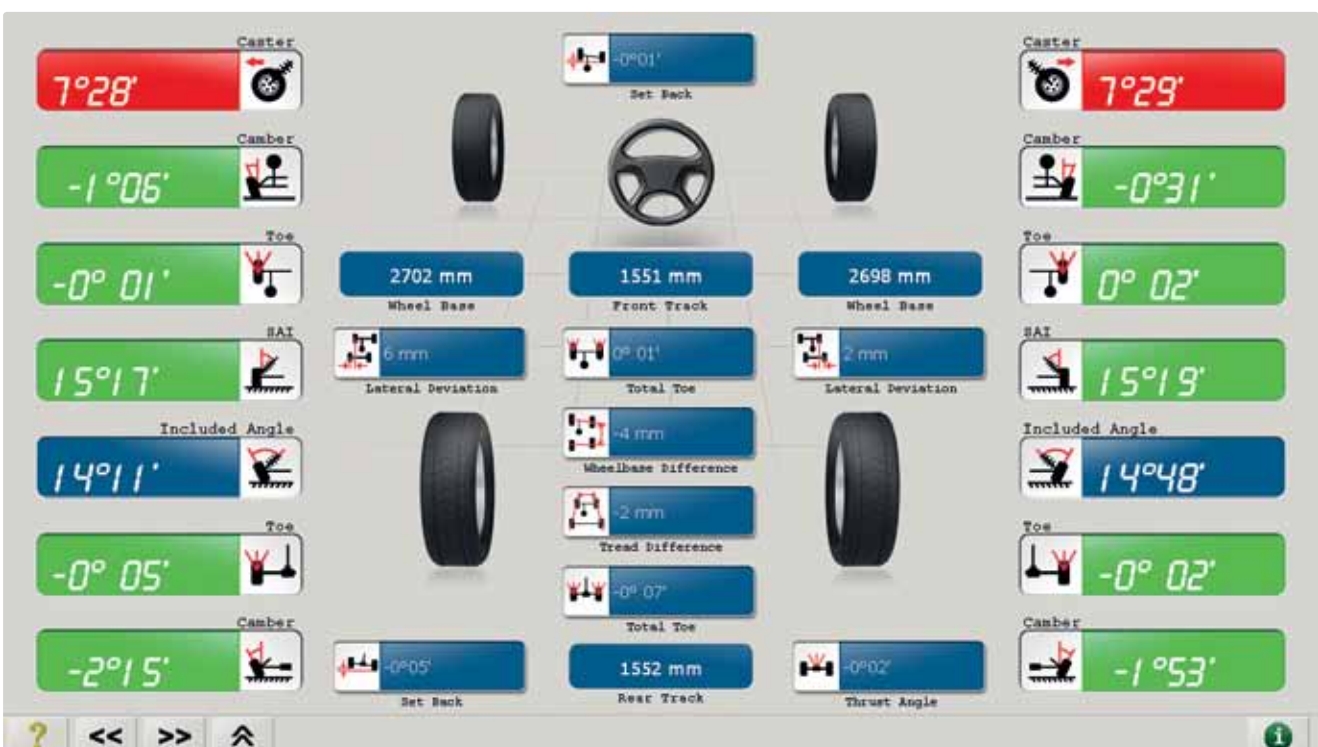 Caster
7°28'
-0°01'
Set Back
Caster
7°29'
Camber
-1°06'
Camber
-0°31'
Toe
-0° 01'
2702 mm
Wheel Base
1551 mm
Front Track
2698 mm
Wheel Base
Toe
0° 02'
SAI
15°17'
6 mm
Lateral Deviation
0° 01'
Total Toe
2 mm
Lateral Deviation
SAI
15°19'
Included Angle
14°11'
-4 mm
Wheelbase Difference
Included Angle
14°48'
-2 mm
Tread Difference
Toe
-0° 05'
-0° 07'
Total Toe
Toe
-0° 02'
Camber
-2°15'
-0°05'
Set Back
1552 mm
Rear Track
-0°02'
Thrust Angle
Camber
-1°53'
? << >>
i